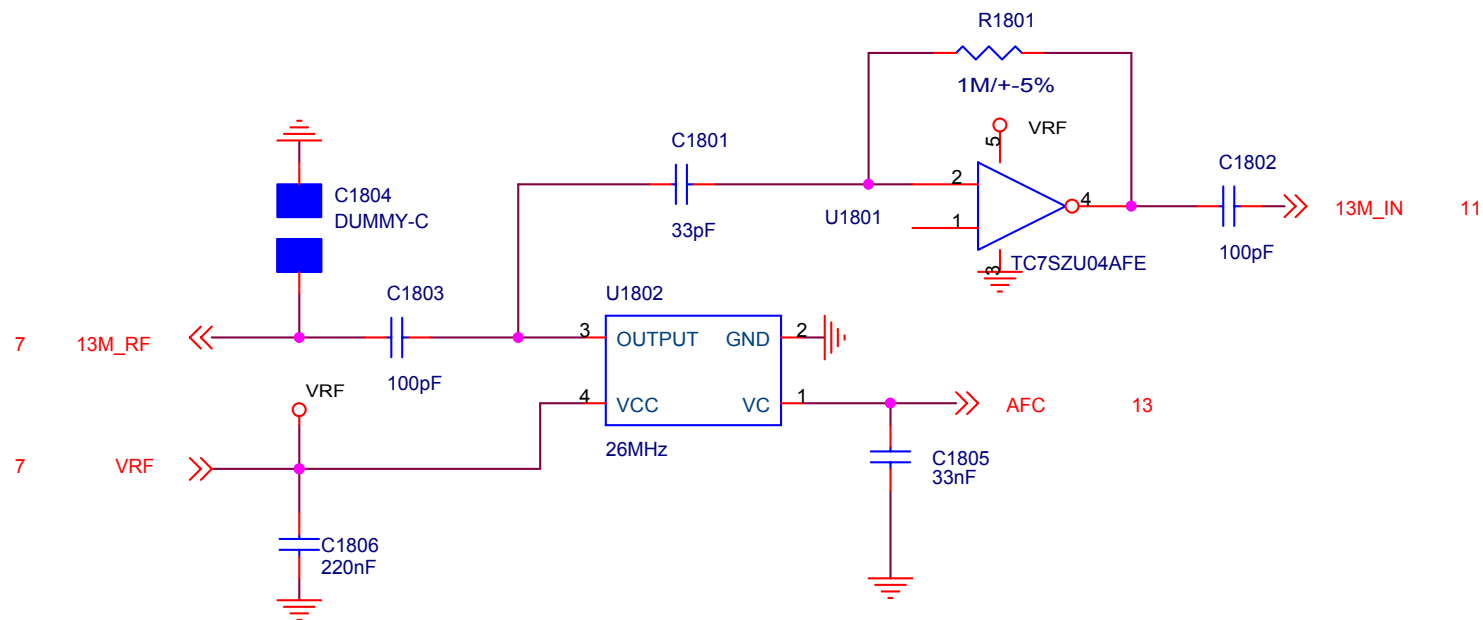 R1801
1M/+-5%
VRF
5
C1801
33pF
C1802
100pF
C1804
DUMMY-C
2
1
4
3
U1801
TC7SZU04AFE
13M_IN 11
C1803
100pF
U1802
3 OUTPUT GND 2
4 VCC VC 1
26MHz
7 13M_RF
VRF
AFC 13
7 VRF
C1805
33nF
C1806
220nF